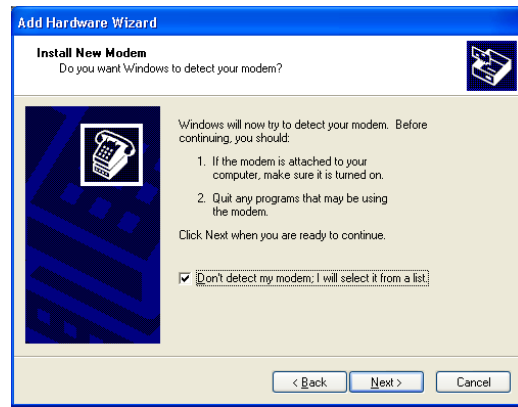 Add Hardware Wizard
Install New Modem
Do you want Windows to detect your modem?
Windows will now try to detect your modem. Before
continuing, you should:
1. If the modem is attached to your
computer, make sure it is turned on.
2. Quit any programs that may be using
the modem.
Click Next when you are ready to continue.
Don't detect my modem; I will select it from a list.
< Back
Next >
Cancel